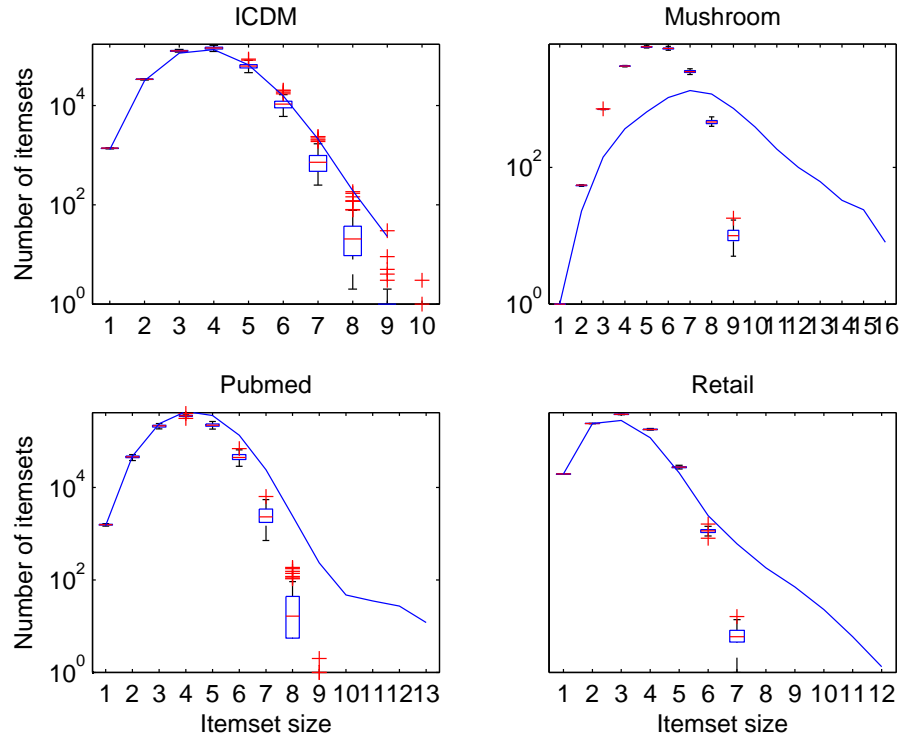 ICDM
Number of itemsets
10^4
10^2
10^0
1 2 3 4 5 6 7 8 9 10
Mushroom
10^2
10^0
1 2 3 4 5 6 7 8 9 10 11 12 13 14 15 16
Pubmed
Number of itemsets
10^4
10^2
10^0
1 2 3 4 5 6 7 8 9 10 11 12 13
Itemset size
Retail
1 2 3 4 5 6 7 8 9 10 11 12
Itemset size